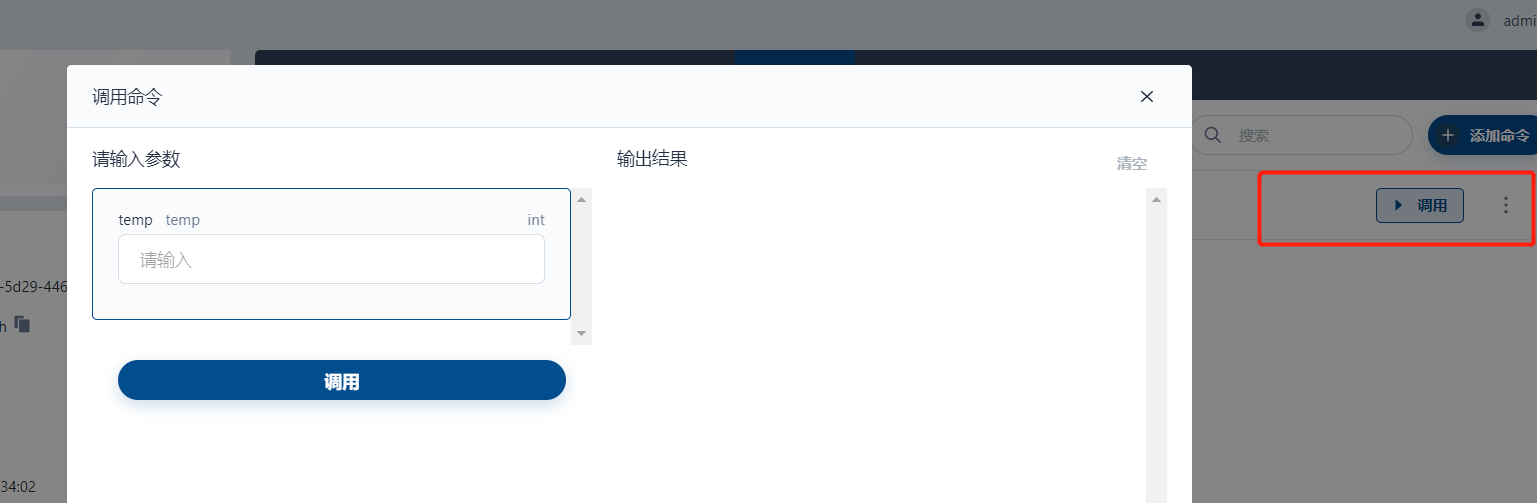 admi
调用命令
搜索
添加命令
请输入参数
输出结果
清空
调用
temp temp int
请输入
-5d29-446
h
调用
34:02